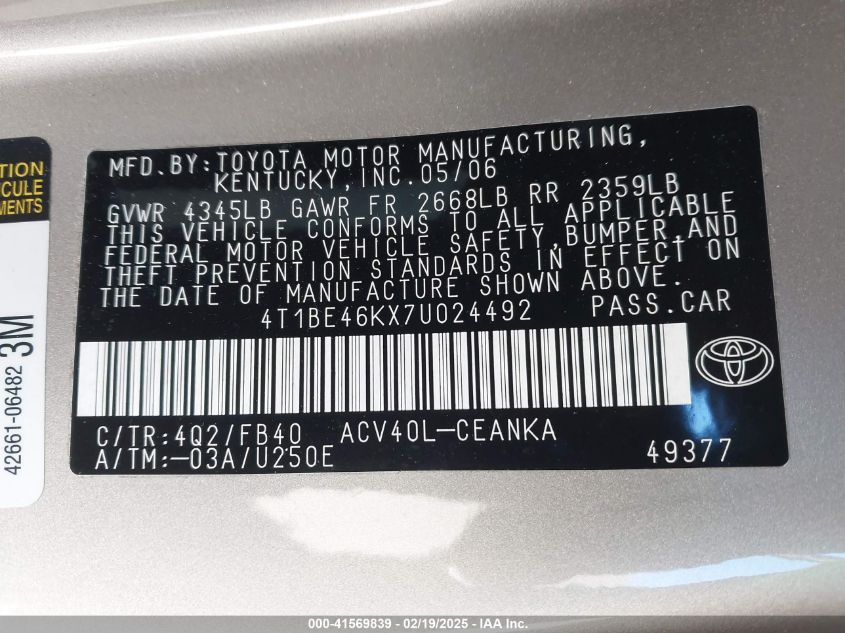 MFD.BY:TOYOTA MOTOR MANUFACTURING,
KENTUCKY,INC.05/06
GVWR 4345LB GAWR FR 2668LB RR 2359LB
THIS VEHICLE CONFORMS TO ALL APPLICABLE
FEDERAL MOTOR VEHICLE SAFETY,BUMPER,AND
THEFT PREVENTION STANDARDS IN EFFECT ON
THE DATE OF MANUFACTURE SHOWN ABOVE.
4T1BE46KX7U024492 PASS.CAR
C/TR:4Q2/FB40 ACV40L-CEANKA
A/TM:-03A/U250E 49377
42661-06482 3M
000-41569839 - 02/19/2025 - IAA Inc.